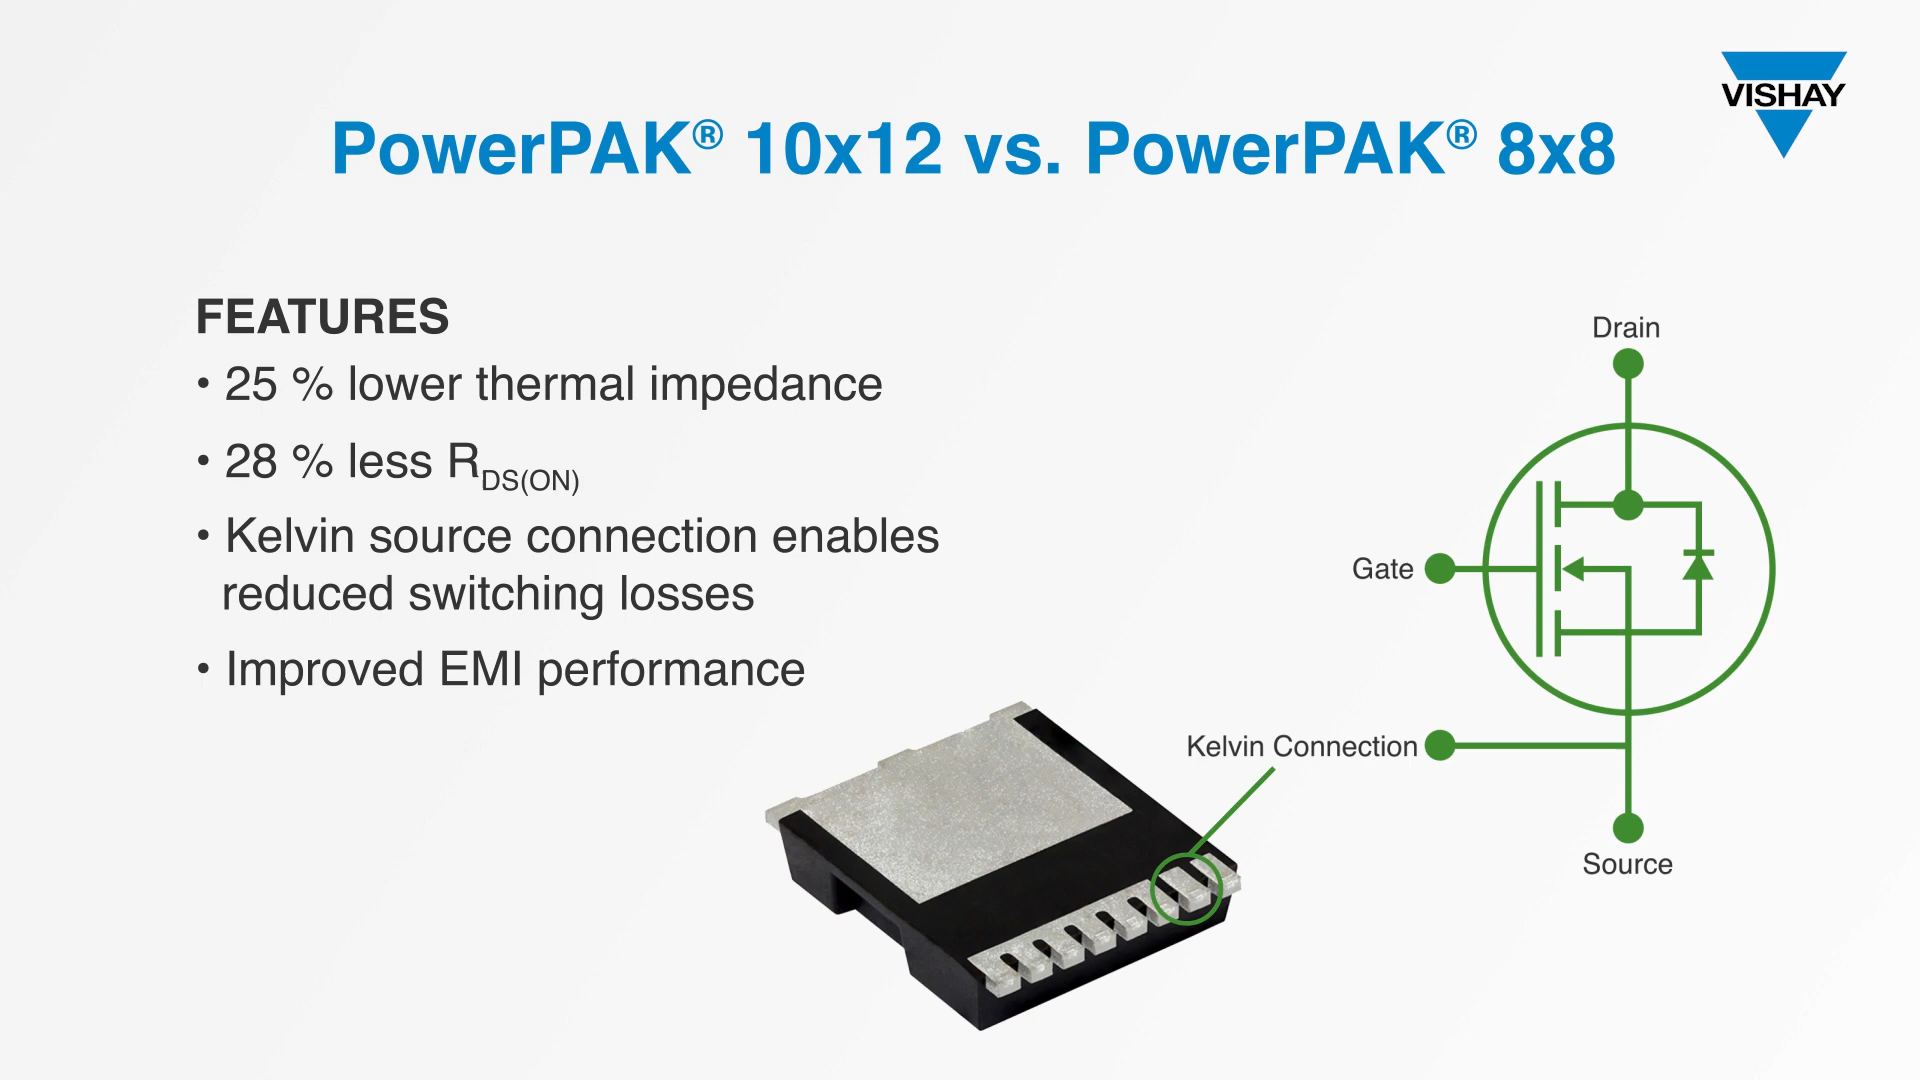 VISHAY
PowerPAK® 10x12 vs. PowerPAK® 8x8
FEATURES
• 25 % lower thermal impedance
• 28 % less RDS(ON)
• Kelvin source connection enables
reduced switching losses
• Improved EMI performance
Drain
Gate
Kelvin Connection
Source